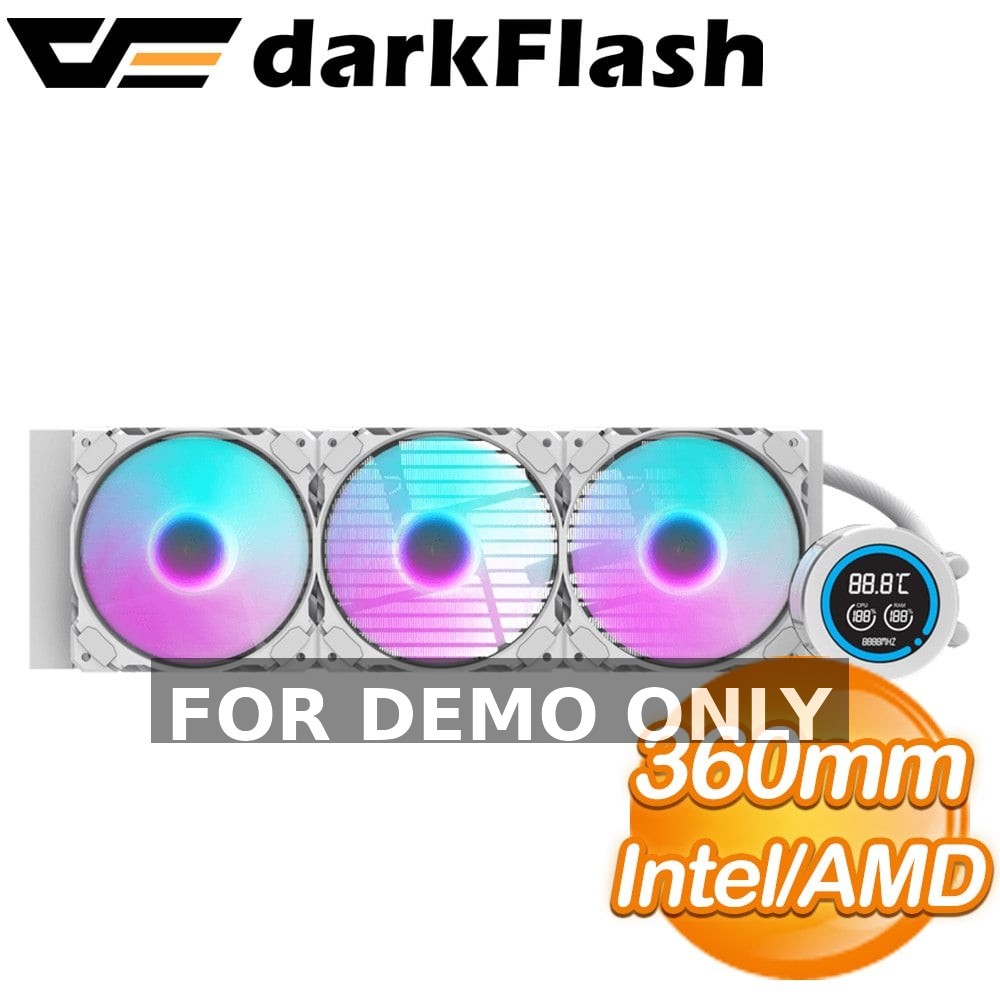 darkFlash
88.8℃
CPU RAM
188% 188%
8888MHZ
FOR DEMO ONLY
360mm
Intel/AMD